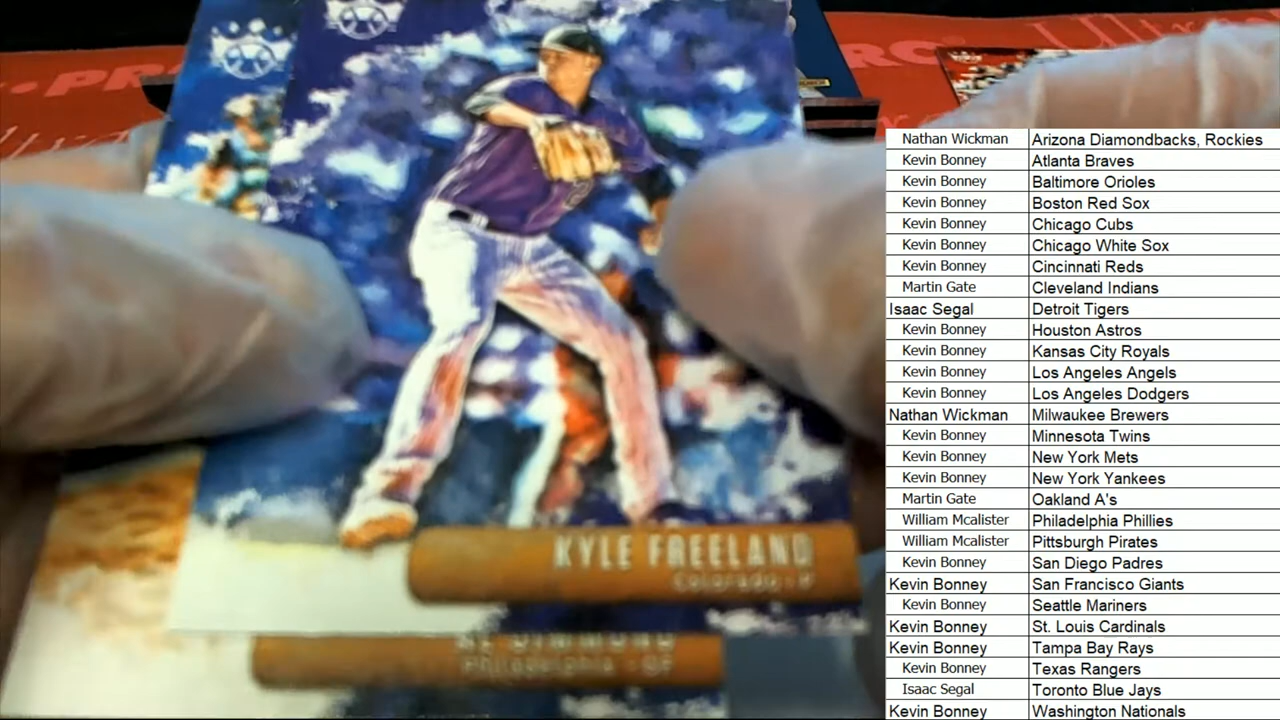 PR
RC
Ul
KYLE FREELAND
Colorado - P
AL SIMMONS
Philadelphia - OF
Nathan Wickman Arizona Diamondbacks, Rockies
Kevin Bonney Atlanta Braves
Kevin Bonney Baltimore Orioles
Kevin Bonney Boston Red Sox
Kevin Bonney Chicago Cubs
Kevin Bonney Chicago White Sox
Kevin Bonney Cincinnati Reds
Martin Gate Cleveland Indians
Isaac Segal Detroit Tigers
Kevin Bonney Houston Astros
Kevin Bonney Kansas City Royals
Kevin Bonney Los Angeles Angels
Kevin Bonney Los Angeles Dodgers
Nathan Wickman Milwaukee Brewers
Kevin Bonney Minnesota Twins
Kevin Bonney New York Mets
Kevin Bonney New York Yankees
Martin Gate Oakland A's
William Mcalister Philadelphia Phillies
William Mcalister Pittsburgh Pirates
Kevin Bonney San Diego Padres
Kevin Bonney San Francisco Giants
Kevin Bonney Seattle Mariners
Kevin Bonney St. Louis Cardinals
Kevin Bonney Tampa Bay Rays
Kevin Bonney Texas Rangers
Isaac Segal Toronto Blue Jays
Kevin Bonney Washington Nationals